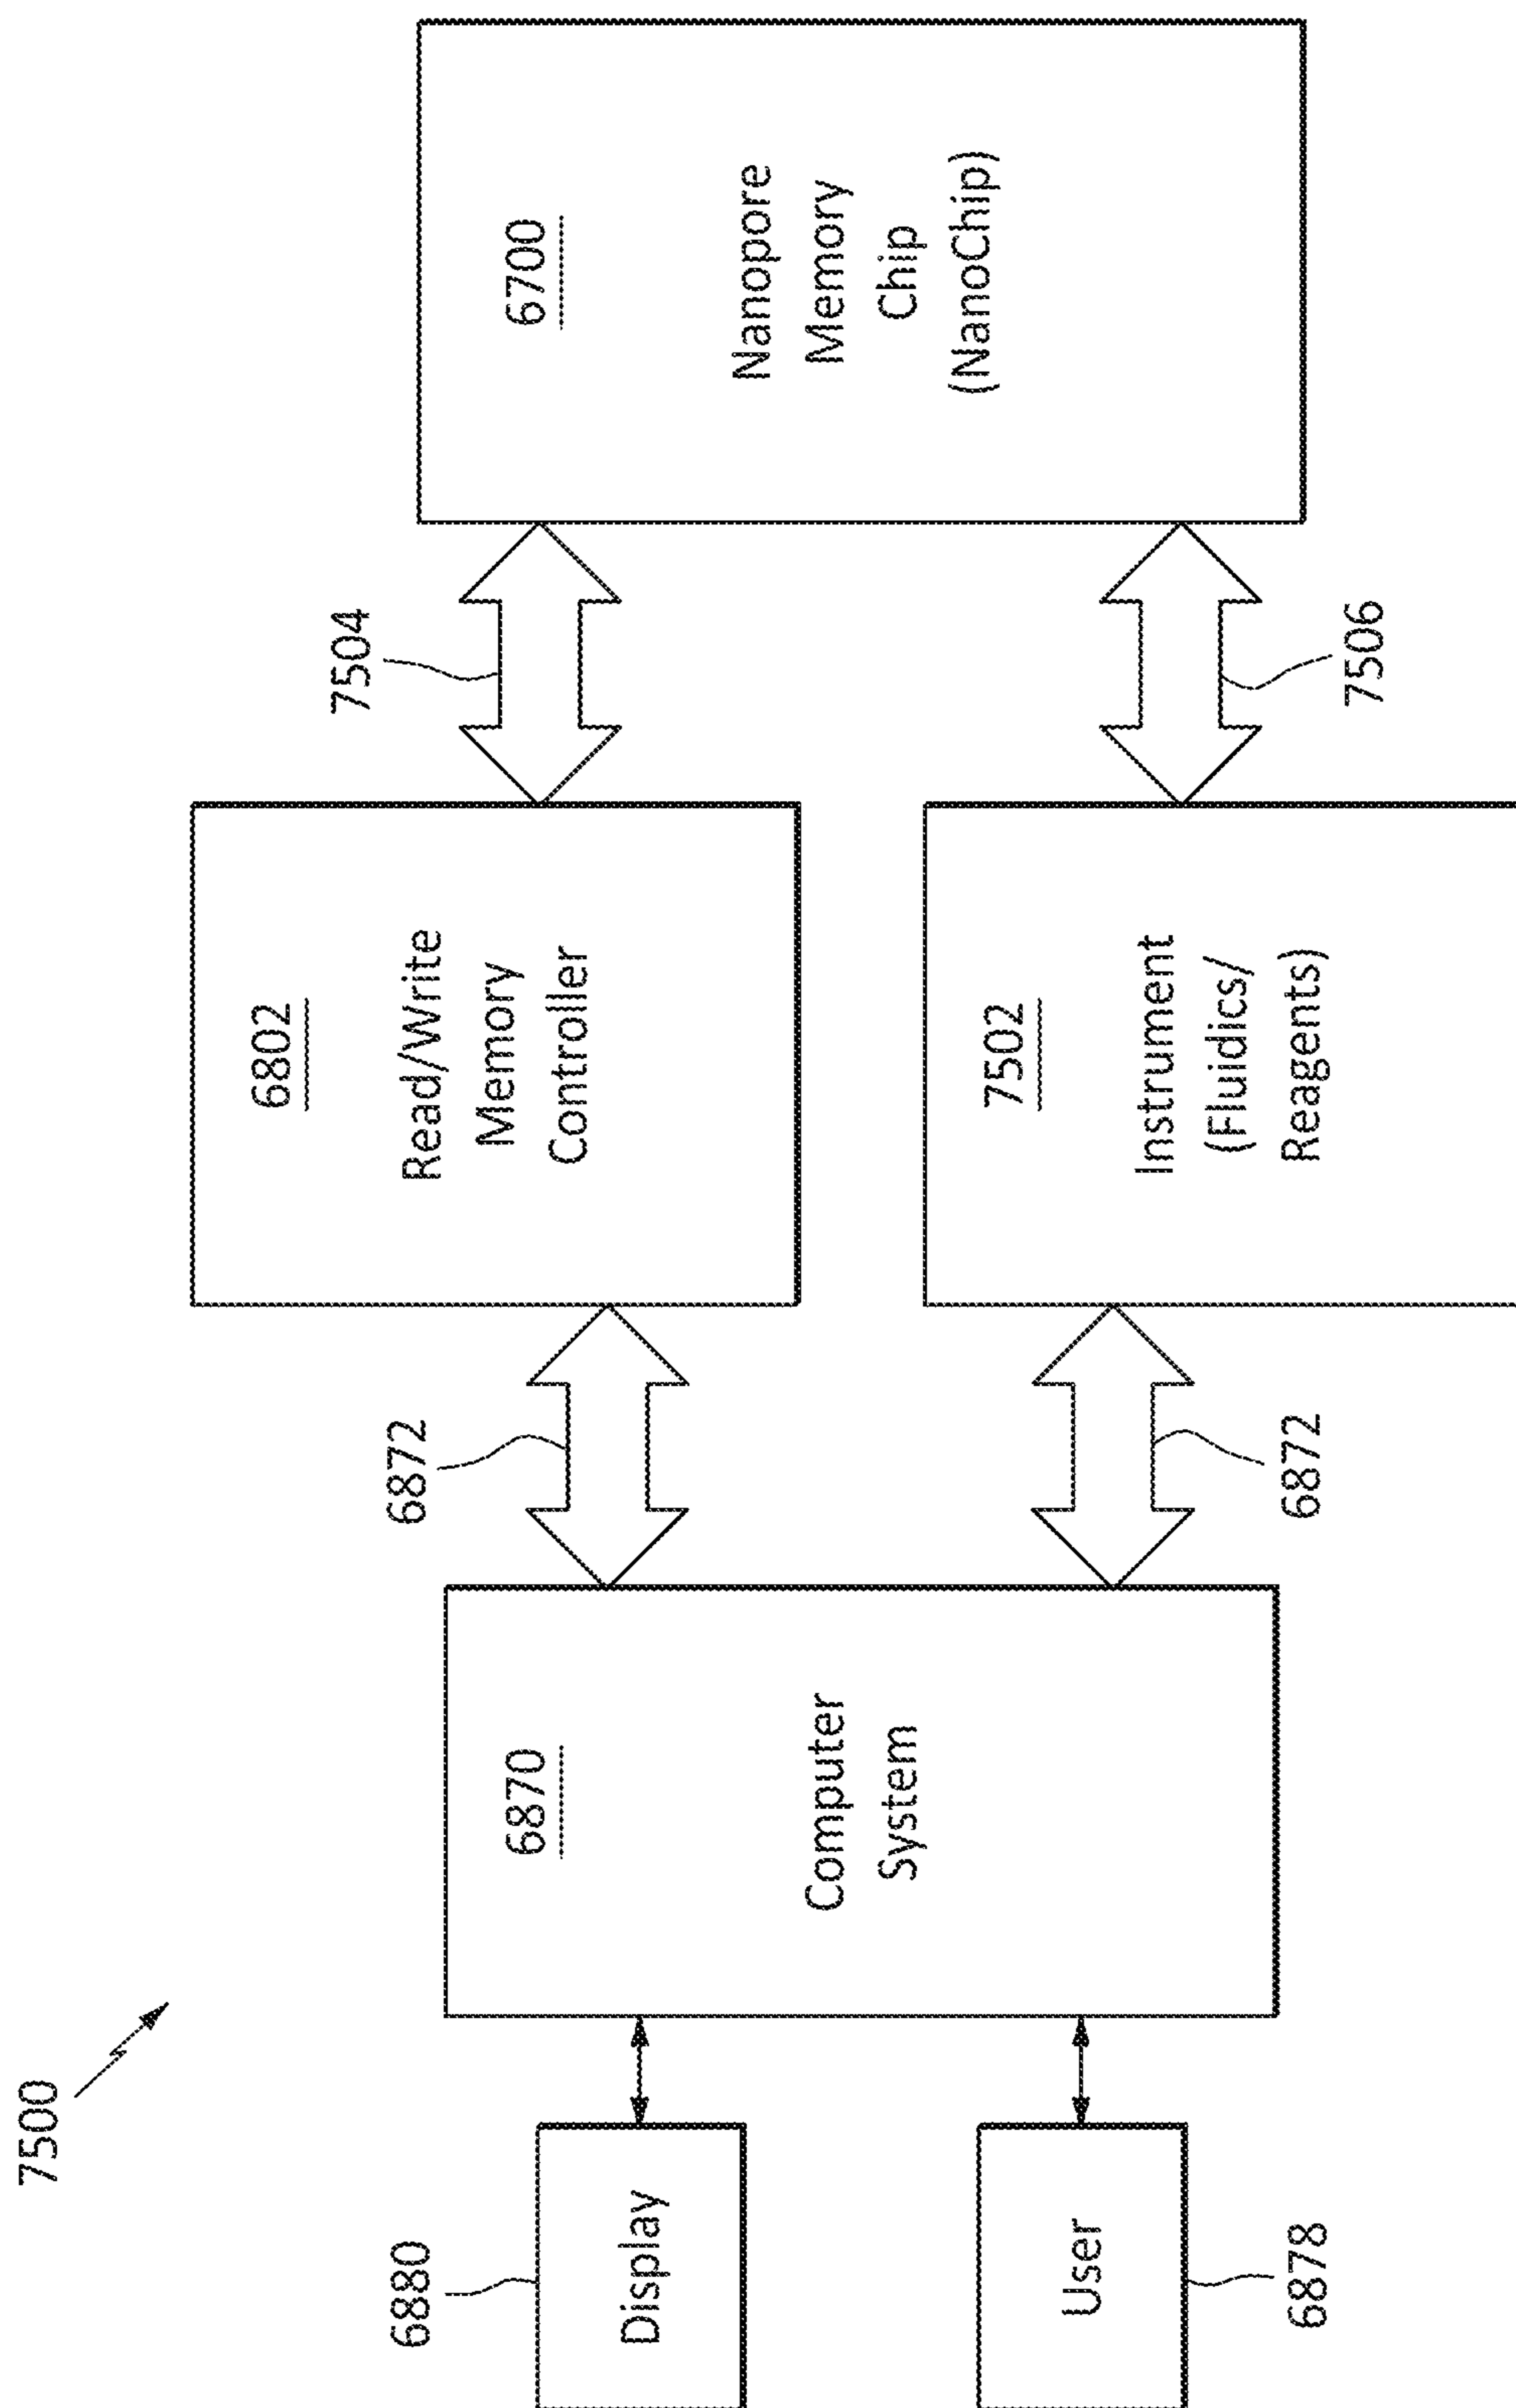 7500
6880
Display
User
6878
6870
Computer
System
6872
6872
6802
Read/Write
Memory
Controller
7502
Instrument
(Fluidics/
Reagents)
7504
7506
6700
Nanopore
Memory
Chip
(NanoChip)